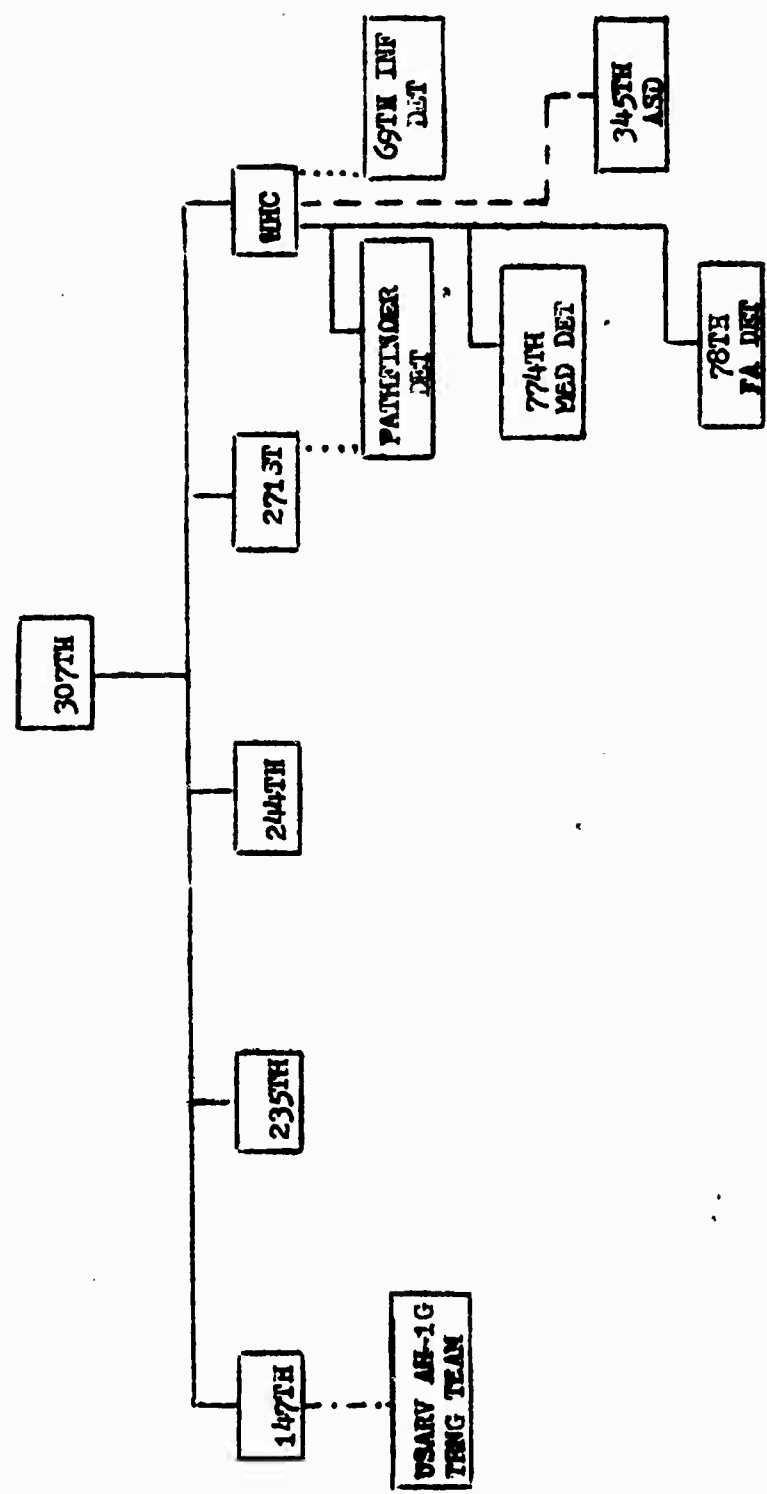 307TH
147TH
235TH
244TH
271ST
HHC
USARV AH-1G
TRNG TEAM
PATHFINDER
DET
69TH INF
DET
774TH
MED DET
345TH
ASD
78TH
FA DET